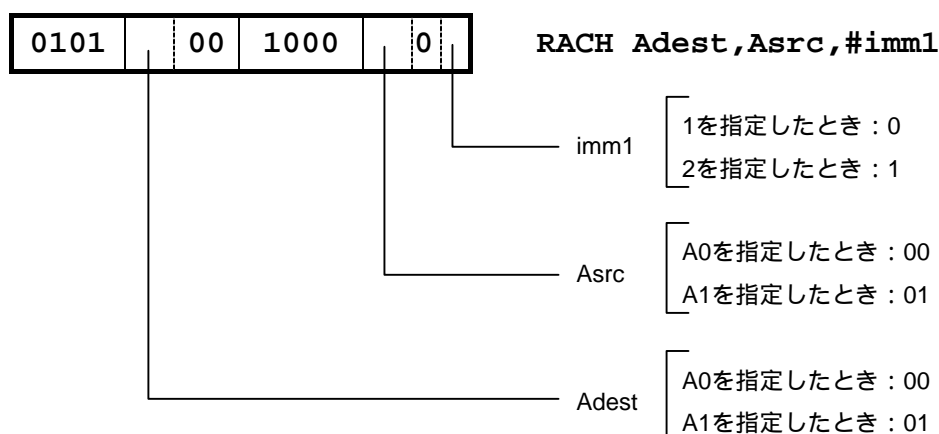 0101 00 1000 0 RACH Adest,Asrc,#imm1
imm1
1を指定したとき：0
2を指定したとき：1
Asrc
A0を指定したとき：00
A1を指定したとき：01
Adest
A0を指定したとき：00
A1を指定したとき：01